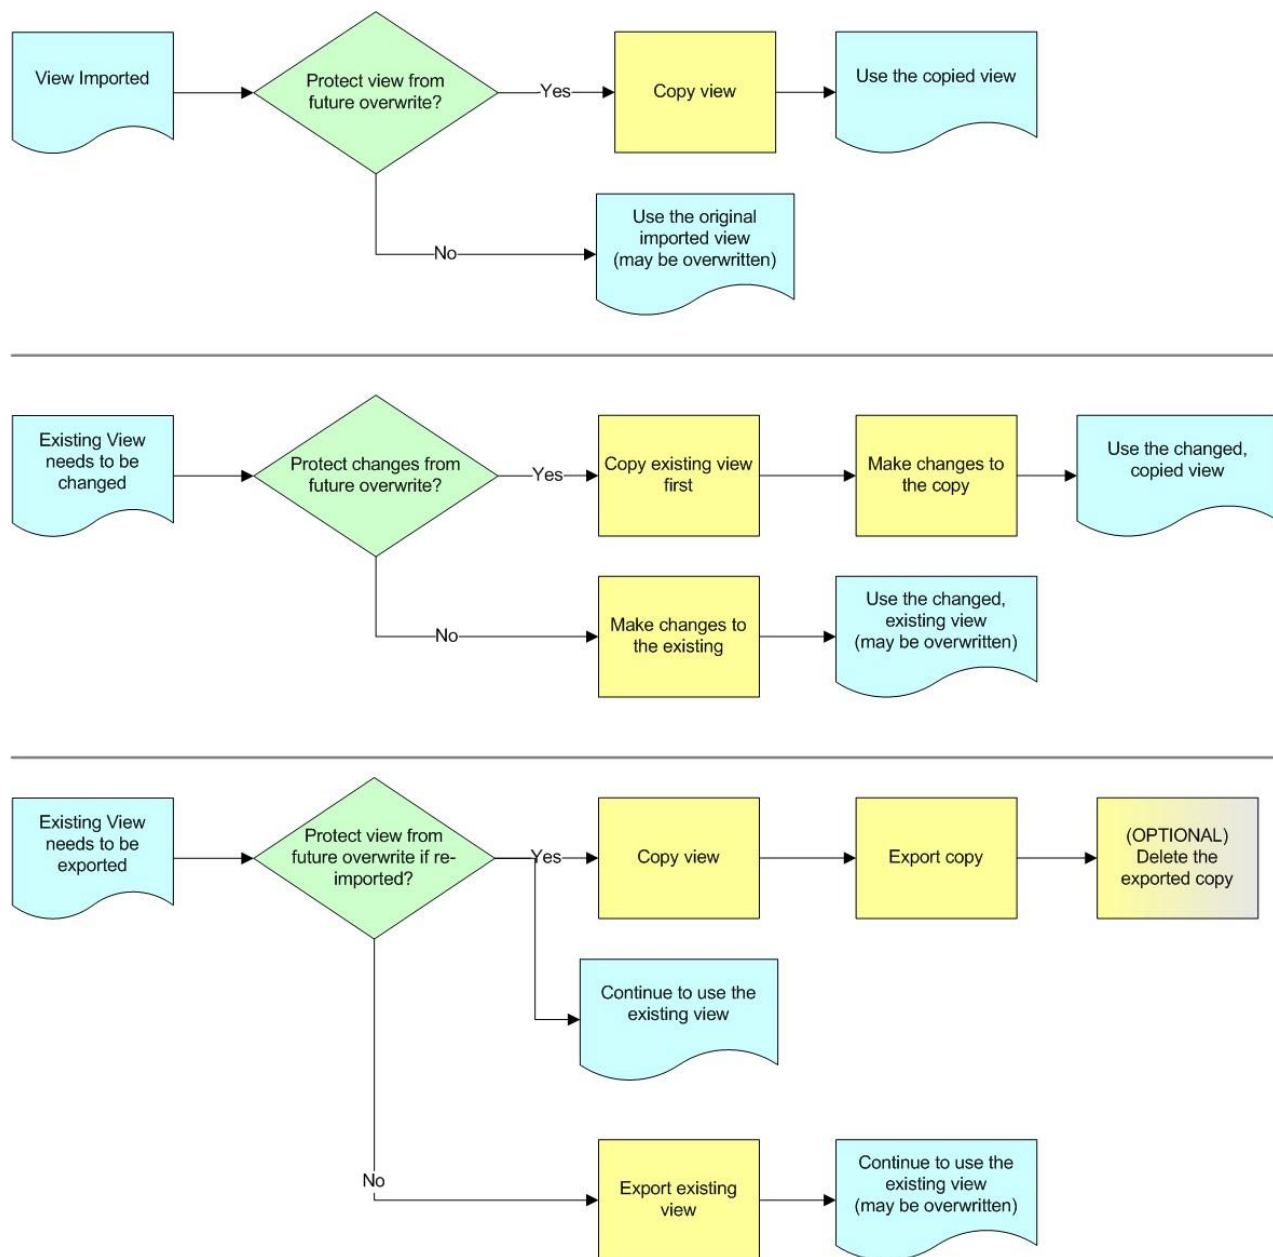 View Imported
Protect view from
future overwrite?
Yes
Copy view
Use the copied view
No
Use the original
imported view
(may be overwritten)
Existing View
needs to be
changed
Protect changes from
future overwrite?
Yes
Copy existing view
first
Make changes to
the copy
Use the changed,
copied view
No
Make changes to
the existing
Use the changed,
existing view
(may be overwritten)
Existing View
needs to be
exported
Protect view from
future overwrite if re-
imported?
Yes
Copy view
Export copy
(OPTIONAL)
Delete the
exported copy
Continue to use the
existing view
No
Export existing
view
Continue to use the
existing view
(may be overwritten)